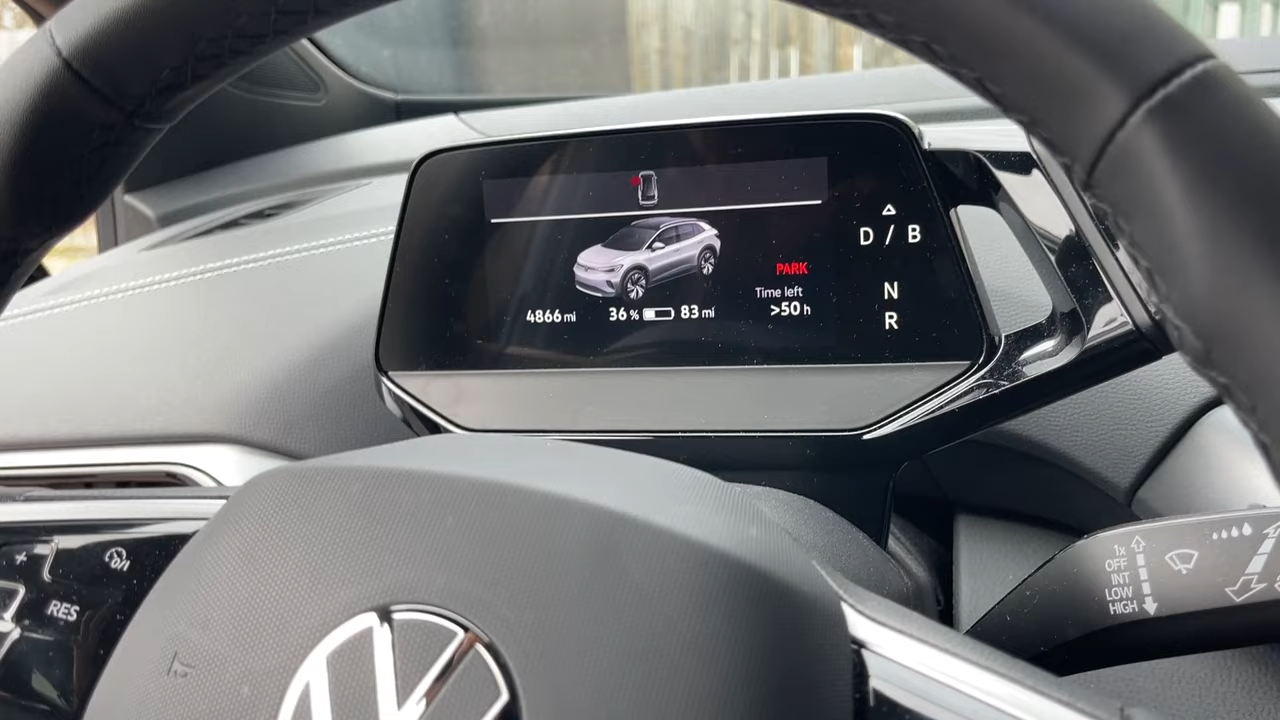 D / B
PARK
Time left
4866 mi 36 % 83 mi >50 h
N
R
RES
1x
OFF
INT
LOW
HIGH